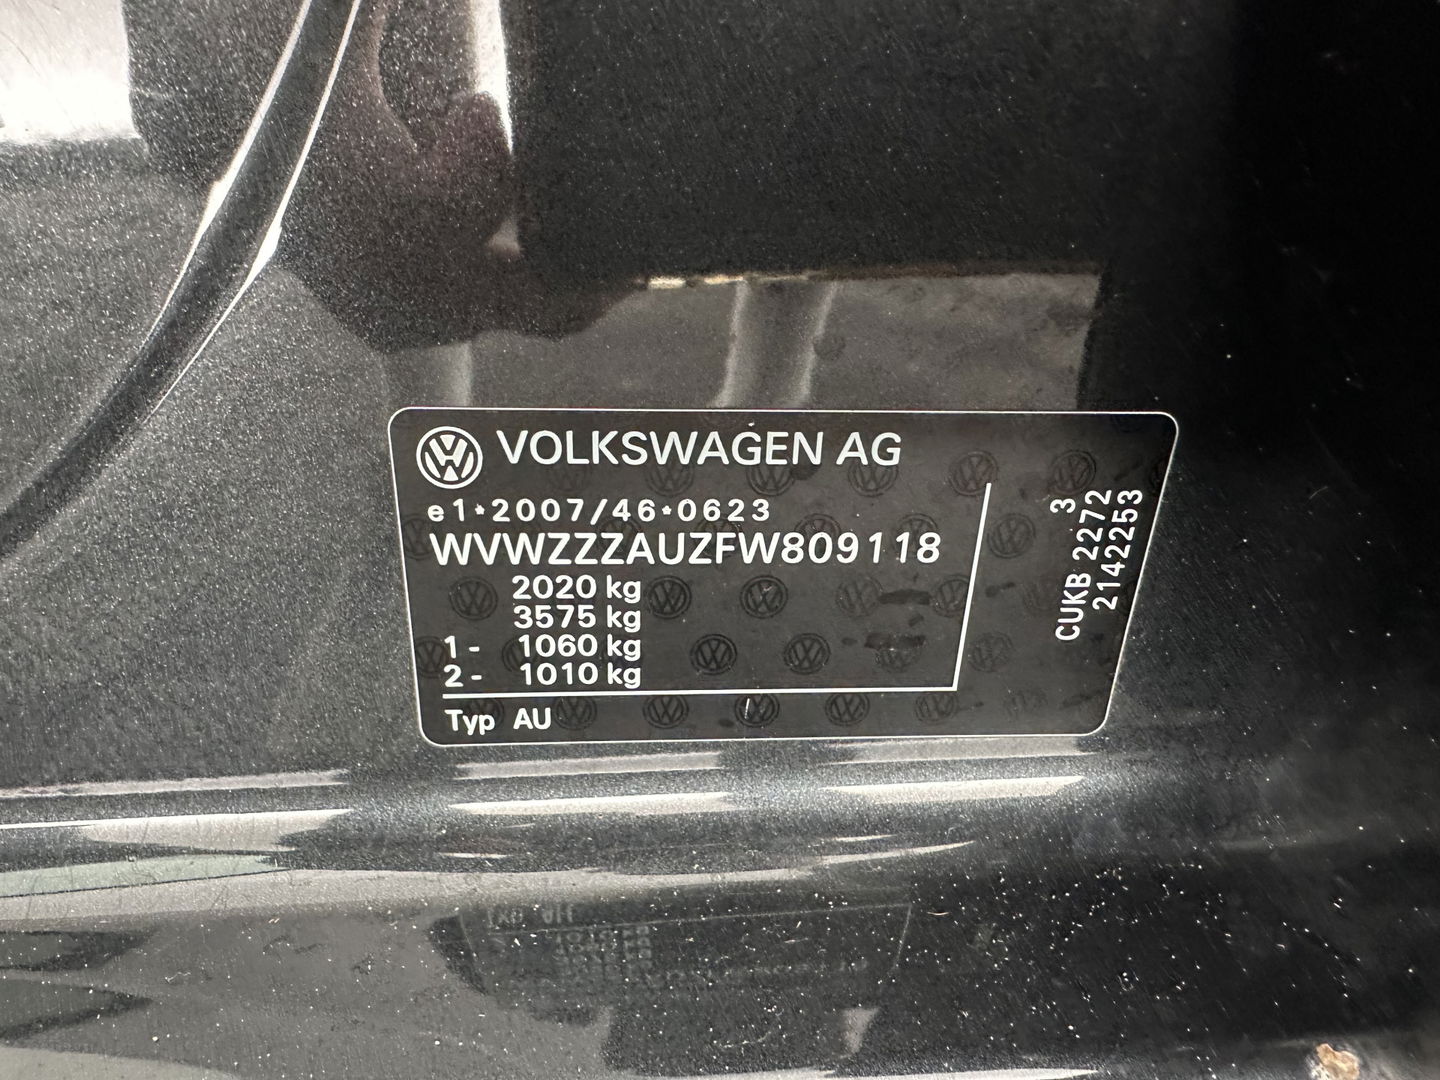 VOLKSWAGEN AG
e1*2007/46*0623
WVWZZZAUZFW809118
2020 kg
3575 kg
1- 1060 kg
2- 1010 kg
Typ AU
3
CUKB 2272
2142253